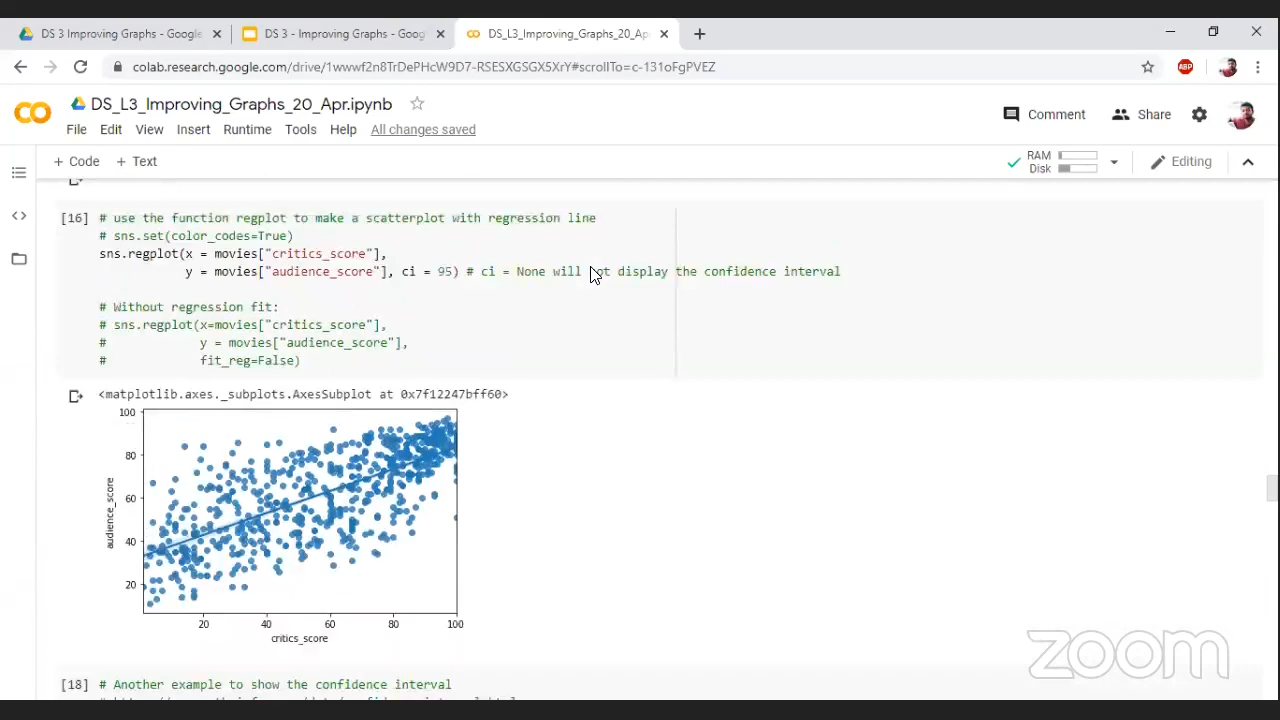 DS 3 Improving Graphs - Google
DS 3 - Improving Graphs - Goog
DS_L3_Improving_Graphs_20_Ap
colab.research.google.com/drive/1wwwf2n8TrDePHcW9D7-RSESXGSGX5XrY#scrollTo=c-131oFgPVEZ
ABP
DS_L3_Improving_Graphs_20_Apr.ipynb
Comment
Share
File Edit View Insert Runtime Tools Help All changes saved
+ Code + Text
RAM
Disk
Editing
[16] # use the function regplot to make a scatterplot with regression line
# sns.set(color_codes=True)
sns.regplot(x = movies["critics_score"],
y = movies["audience_score"], ci = 95) # ci = None will not display the confidence interval
# Without regression fit:
# sns.regplot(x=movies["critics_score"],
# y = movies["audience_score"],
# fit_reg=False)
<matplotlib.axes._subplots.AxesSubplot at 0x7f12247bff60>
100
80
60
40
20
audience_score
20 40 60 80 100
critics_score
zoom
[18] # Another example to show the confidence interval